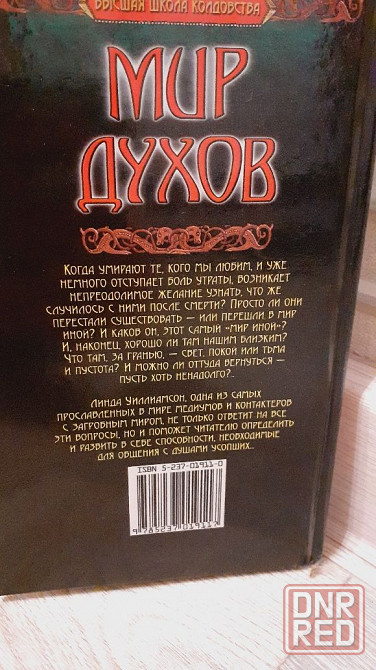 ВЫСШАЯ ШКОЛА КОЛДОВСТВА
МИР
ДУХОВ
КОГДА УМИРАЮТ ТЕ, КОГО МЫ ЛЮБИМ, И УЖЕ
НЕМНОГО ОТСТУПАЕТ БОЛЬ УТРАТЫ, ВОЗНИКАЕТ
НЕПРЕОДОЛИМОЕ ЖЕЛАНИЕ УЗНАТЬ, ЧТО ЖЕ
СЛУЧИЛОСЬ С НИМИ ПОСЛЕ СМЕРТИ? ПРОСТО ЛИ ОНИ
ПЕРЕСТАЛИ СУЩЕСТВОВАТЬ — ИЛИ ПЕРЕШЛИ В МИР
ИНОЙ? И КАКОВ ОН, ЭТОТ САМЫЙ «МИР ИНОЙ»?
И, НАКОНЕЦ, ХОРОШО ЛИ ТАМ НАШИМ БЛИЗКИМ?
ЧТО ТАМ, ЗА ГРАНЬЮ, — СВЕТ, ПОКОЙ ИЛИ ТЬМА
И ПУСТОТА? И МОЖНО ЛИ ОТТУДА ВЕРНУТЬСЯ —
ПУСТЬ ХОТЬ НЕНАДОЛГО?..
ЛИНДА УИЛЛИАМСОН, ОДНА ИЗ САМЫХ
ПРОСЛАВЛЕННЫХ В МИРЕ МЕДИУМОВ И КОНТАКТЕРОВ
С ЗАГРОБНЫМ МИРОМ, НЕ ТОЛЬКО ОТВЕТИТ НА ВСЕ
ЭТИ ВОПРОСЫ, НО И ПОМОЖЕТ ЧИТАТЕЛЮ ОПРЕДЕЛИТЬ
И РАЗВИТЬ В СЕБЕ СПОСОБНОСТИ, НЕОБХОДИМЫЕ
ДЛЯ ОБЩЕНИЯ С ДУШАМИ УСОПШИХ...
ISBN 5-237-01911-0
9 785237 019117
DNR
RED